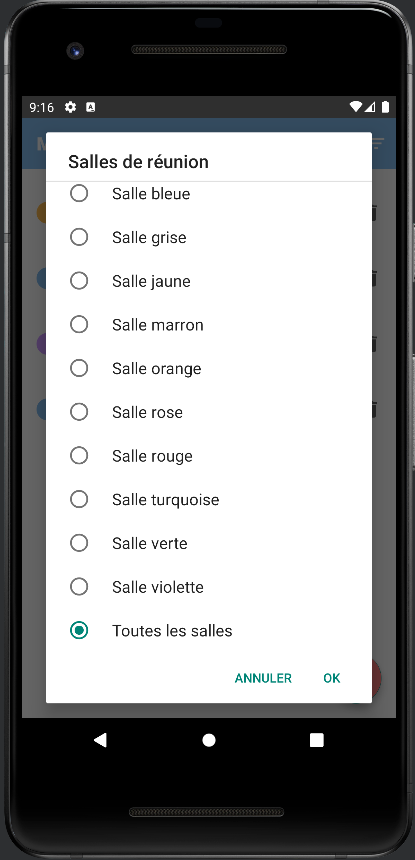 9:16
M
Salles de réunion
Salle bleue
Salle grise
Salle jaune
Salle marron
Salle orange
Salle rose
Salle rouge
Salle turquoise
Salle verte
Salle violette
Toutes les salles
ANNULER OK